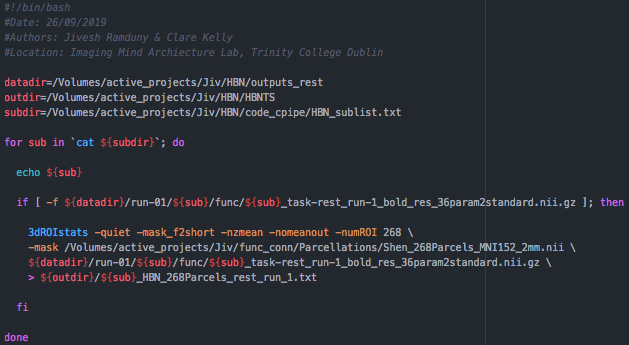 #!/bin/bash
#Date: 26/09/2019
#Authors: Jivesh Ramduny & Clare Kelly
#Location: Imaging Mind Archiecture Lab, Trinity College Dublin
datadir=/Volumes/active_projects/Jiv/HBN/outputs_rest
outdir=/Volumes/active_projects/Jiv/HBN/HBNTS
subdir=/Volumes/active_projects/Jiv/HBN/code_cpipe/HBN_sublist.txt
for sub in `cat ${subdir}`; do
echo ${sub}
if [ -f ${datadir}/run-01/${sub}/func/${sub}_task-rest_run-1_bold_res_36param2standard.nii.gz ]; then
3dROIstats -quiet -mask_f2short -nzmean -nomeanout -numROI 268 \
-mask /Volumes/active_projects/Jiv/func_conn/Parcellations/Shen_268Parcels_MNI152_2mm.nii \
${datadir}/run-01/${sub}/func/${sub}_task-rest_run-1_bold_res_36param2standard.nii.gz \
> ${outdir}/${sub}_HBN_268Parcels_rest_run_1.txt
fi
done